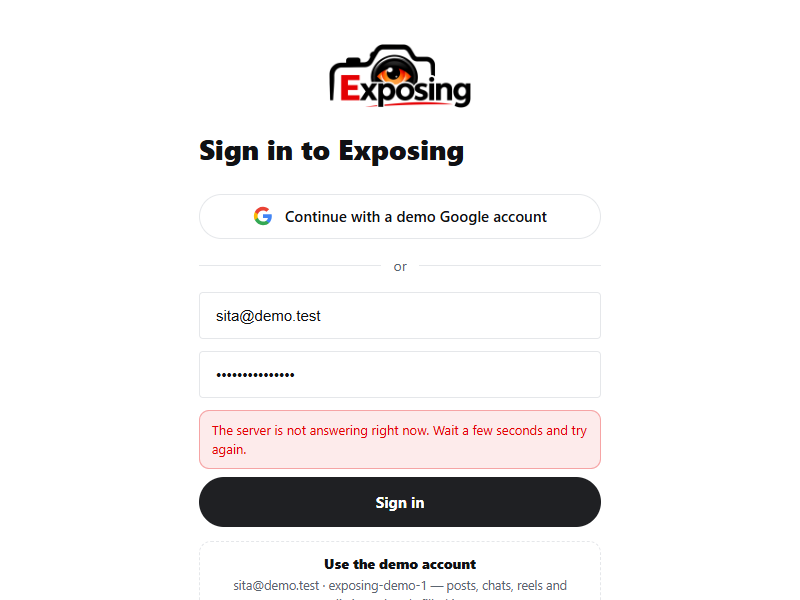 Exposing
Sign in to Exposing
Continue with a demo Google account
or
sita@demo.test
•••••••••••••••
The server is not answering right now. Wait a few seconds and try
again.
Sign in
Use the demo account
sita@demo.test · exposing-demo-1 — posts, chats, reels and